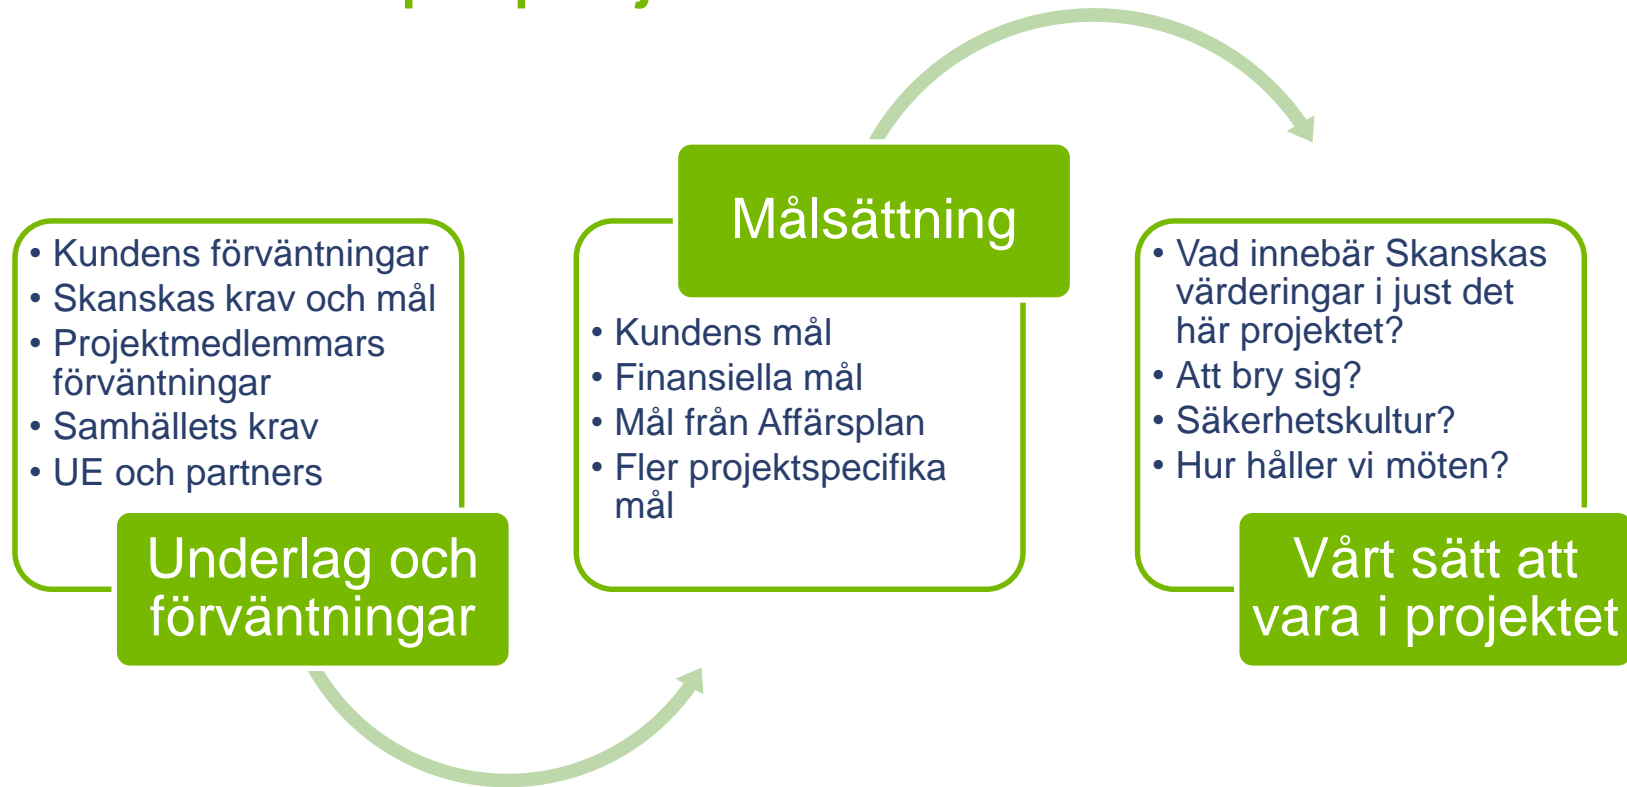 • Kundens förväntningar
• Skanskas krav och mål
• Projektmedlemmars
förväntningar
• Samhällets krav
• UE och partners
Underlag och
förväntningar
Målsättning
• Kundens mål
• Finansiella mål
• Mål från Affärsplan
• Fler projektspecifika
mål
• Vad innebär Skanskas
värderingar i just det
här projektet?
• Att bry sig?
• Säkerhetskultur?
• Hur håller vi möten?
Vårt sätt att
vara i projektet